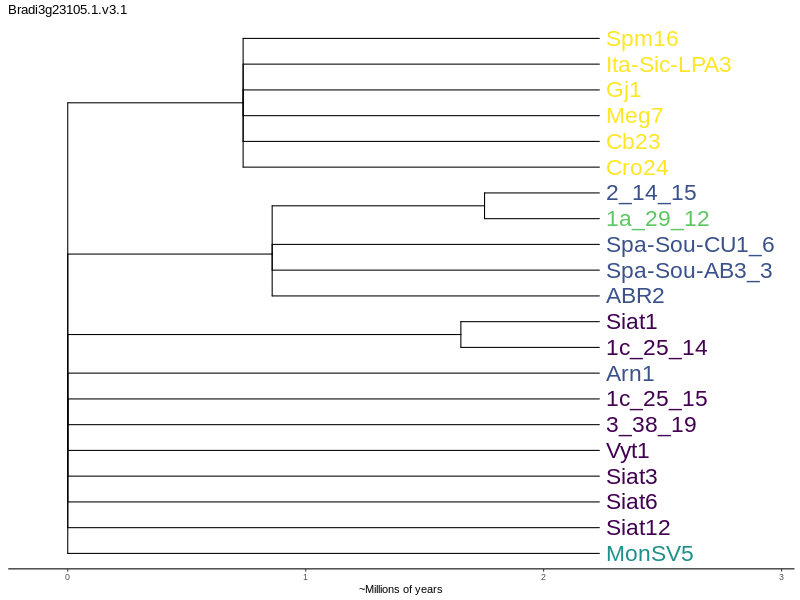 Bradi3g23105.1.v3.1
Spm16
Ita-Sic-LPA3
Gj1
Meg7
Cb23
Cro24
2_14_15
1a_29_12
Spa-Sou-CU1_6
Spa-Sou-AB3_3
ABR2
Siat1
1c_25_14
Arn1
1c_25_15
3_38_19
Vyt1
Siat3
Siat6
Siat12
MonSV5
0 1 2 3
~Millions of years